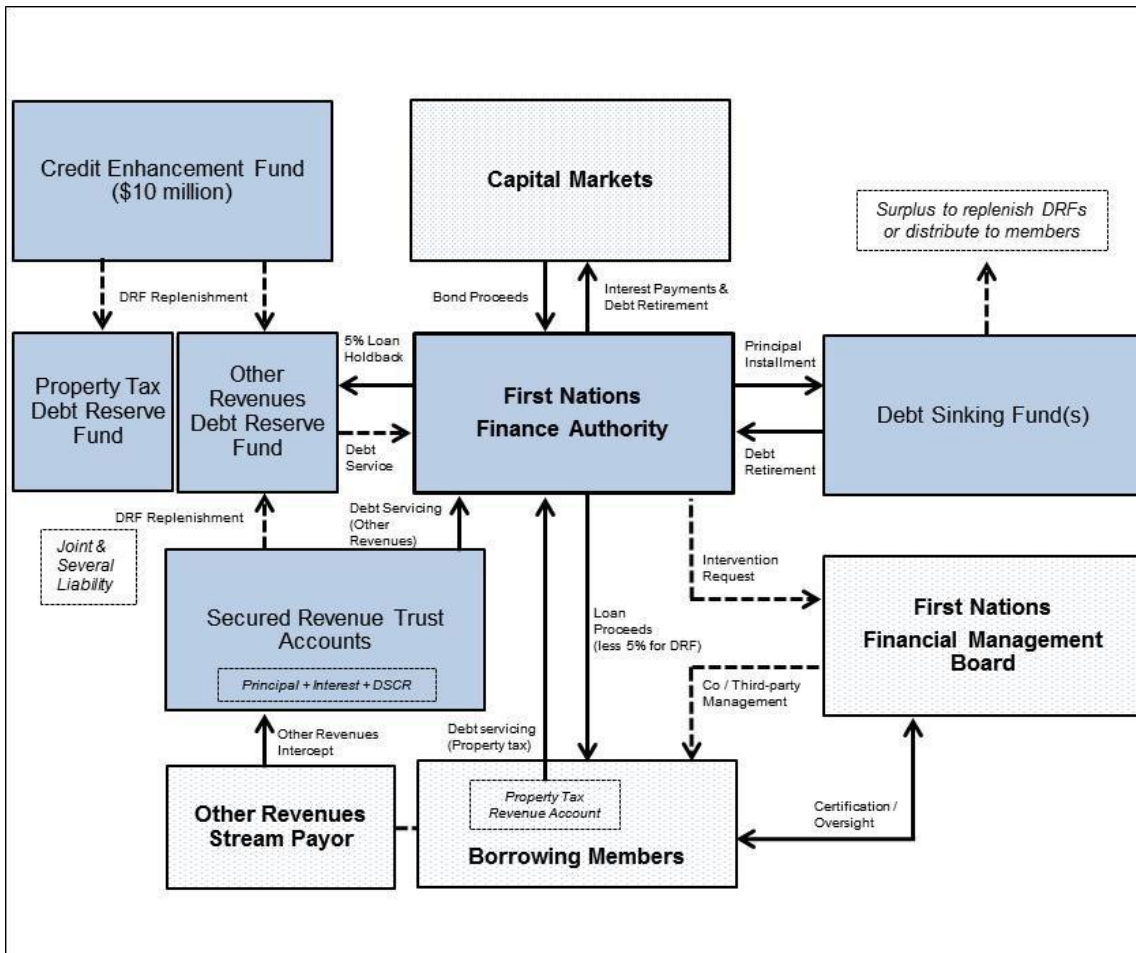 Credit Enhancement Fund
($10 million)
Capital Markets
Surplus to replenish DRFs
or distribute to members
DRF Replenishment
Bond Proceeds
Interest Payments &
Debt Retirement
Property Tax
Debt Reserve
Fund
Other
Revenues
Debt Reserve
Fund
5% Loan
Holdback
Debt
Service
First Nations
Finance Authority
Principal
Installment
Debt
Retirement
Debt Sinking Fund(s)
DRF Replenishment
Joint &
Several
Liability
Debt Servicing
(Other
Revenues)
Secured Revenue Trust
Accounts
Principal + Interest + DSCR
Intervention
Request
Loan
Proceeds
(less 5% for DRF)
First Nations
Financial Management
Board
Co / Third-party
Management
Other Revenues
Intercept
Debt servicing
(Property tax)
Other Revenues
Stream Payor
Property Tax
Revenue Account
Borrowing Members
Certification /
Oversight